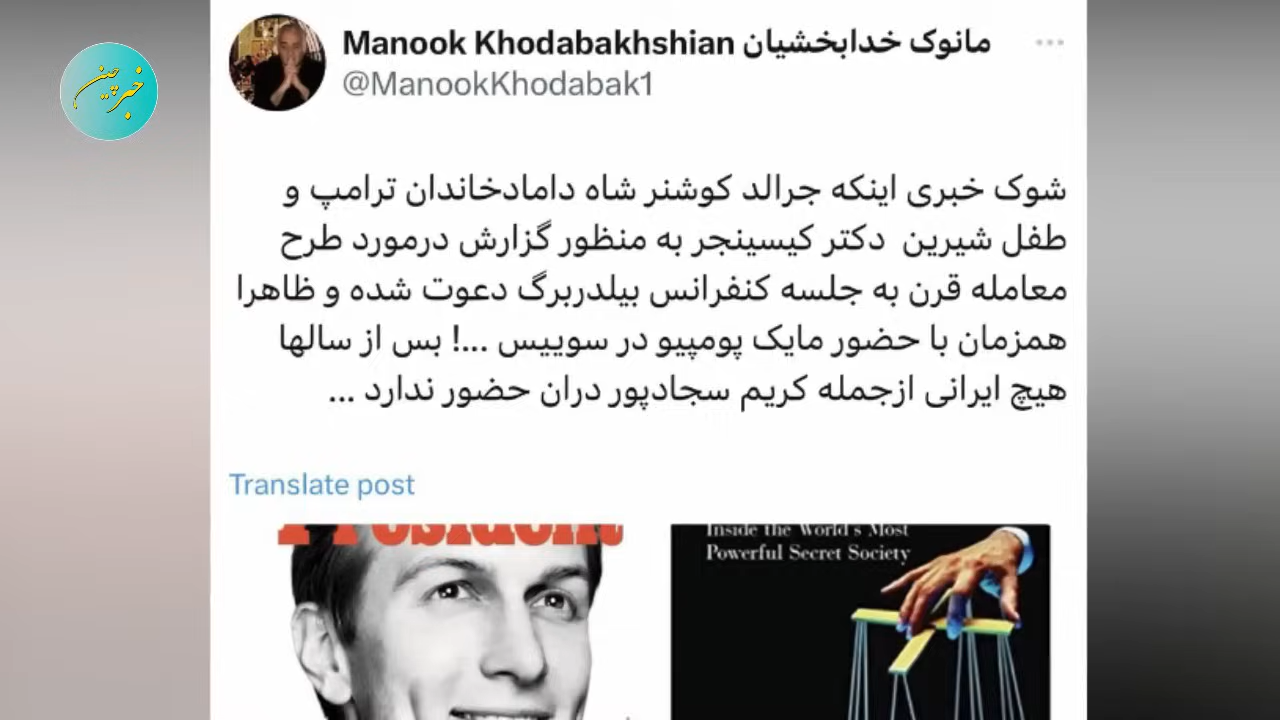 خبرچین
Manook Khodabakhshian مانوک خدابخشیان
@ManookKhodabak1
شوک خبری اینکه جرالد کوشنر شاه دامادخاندان ترامپ و
طفل شیرین دکتر کیسینجر به منظور گزارش درمورد طرح
معامله قرن به جلسه کنفرانس بیلدربرگ دعوت شده و ظاهرا
همزمان با حضور مایک پومپیو در سوییس ...! بس از سالها
هیچ ایرانی ازجمله کریم سجادپور دران حضور ندارد ...
Translate post
President
Inside the World's Most
Powerful Secret Society